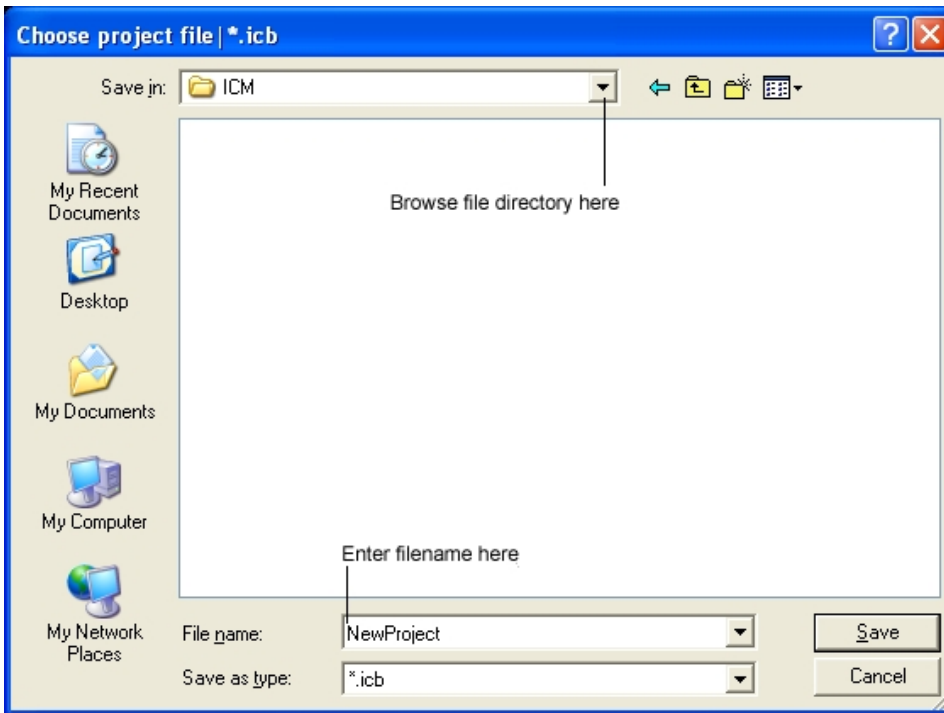 Choose project file|*.icb
Save in:
ICM
My Recent
Documents
Browse file directory here
Desktop
My Documents
My Computer
Enter filename here
My Network
Places
File name:
NewProject
Save
Save as type:
*.icb
Cancel